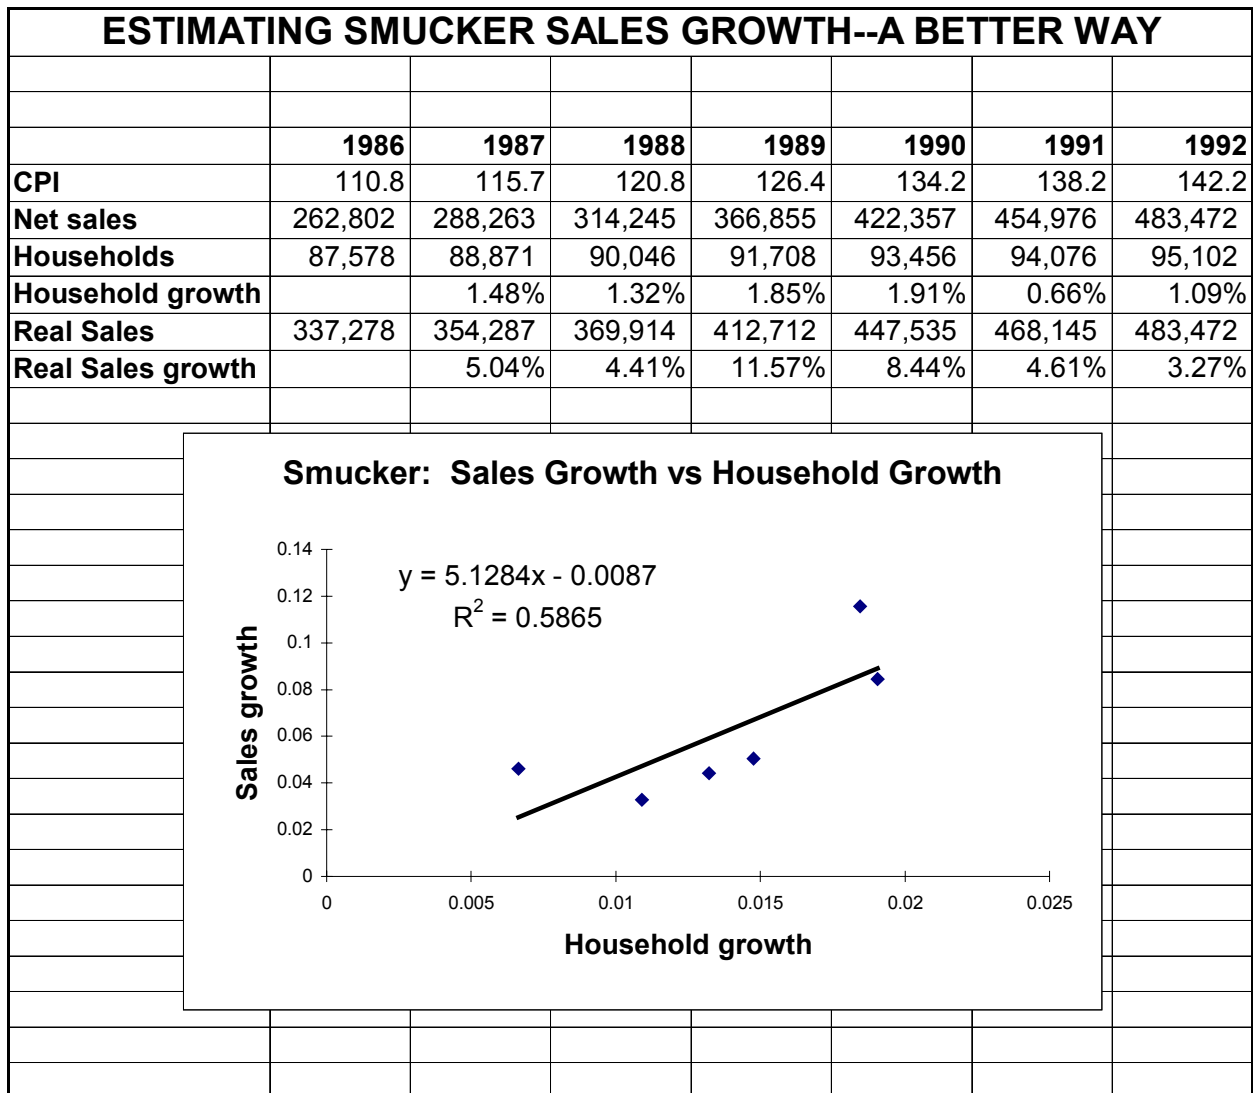 ESTIMATING SMUCKER SALES GROWTH--A BETTER WAY
1986 1987 1988 1989 1990 1991 1992
CPI 110.8 115.7 120.8 126.4 134.2 138.2 142.2
Net sales 262,802 288,263 314,245 366,855 422,357 454,976 483,472
Households 87,578 88,871 90,046 91,708 93,456 94,076 95,102
Household growth 1.48% 1.32% 1.85% 1.91% 0.66% 1.09%
Real Sales 337,278 354,287 369,914 412,712 447,535 468,145 483,472
Real Sales growth 5.04% 4.41% 11.57% 8.44% 4.61% 3.27%
Smucker: Sales Growth vs Household Growth
y = 5.1284x - 0.0087
R² = 0.5865
0.14
0.12
0.1
0.08
0.06
0.04
0.02
0
Sales growth
0 0.005 0.01 0.015 0.02 0.025
Household growth